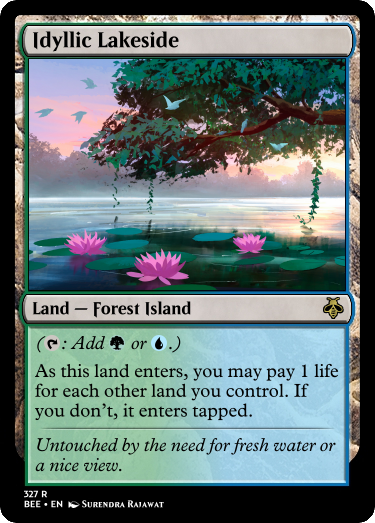 Idyllic Lakeside
Land — Forest Island
(: Add or .)
As this land enters, you may pay 1 life
for each other land you control. If
you don't, it enters tapped.
Untouched by the need for fresh water or
a nice view.
327 R
BEE • EN Surendra Rajawat